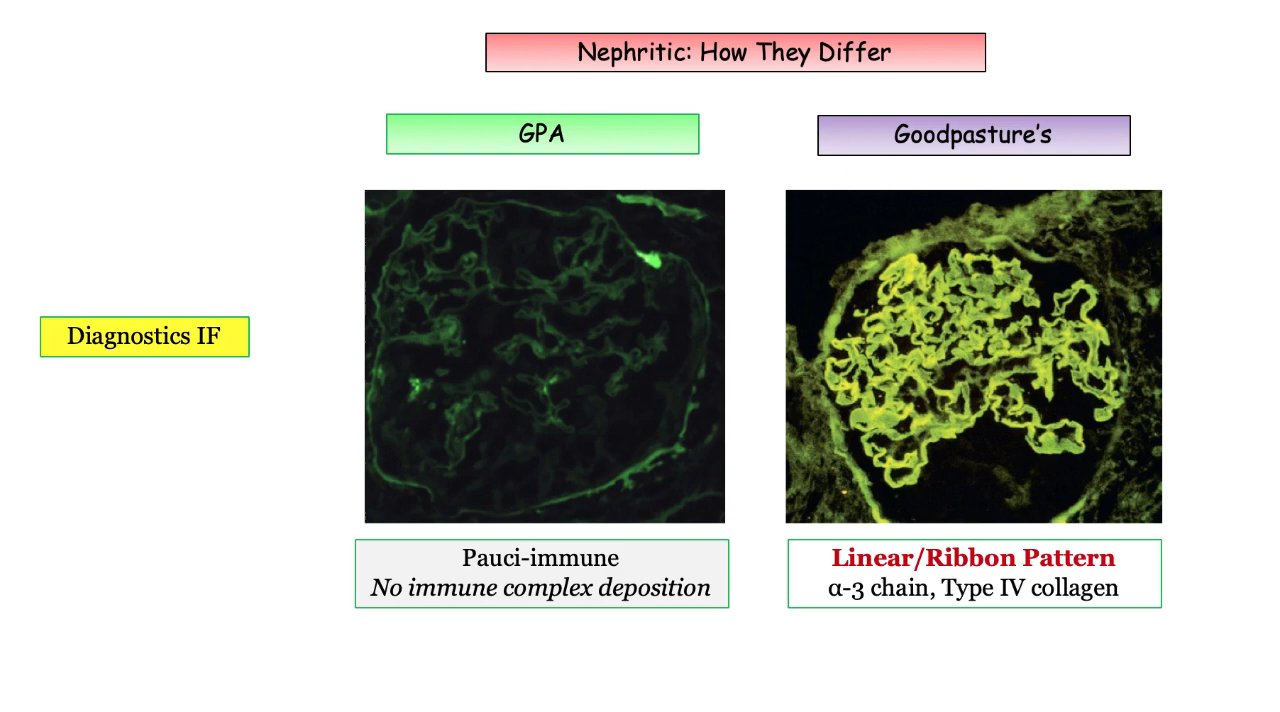 Nephritic: How They Differ
GPA
Goodpasture’s
Diagnostics IF
Pauci-immune
No immune complex deposition
Linear/Ribbon Pattern
α-3 chain, Type IV collagen